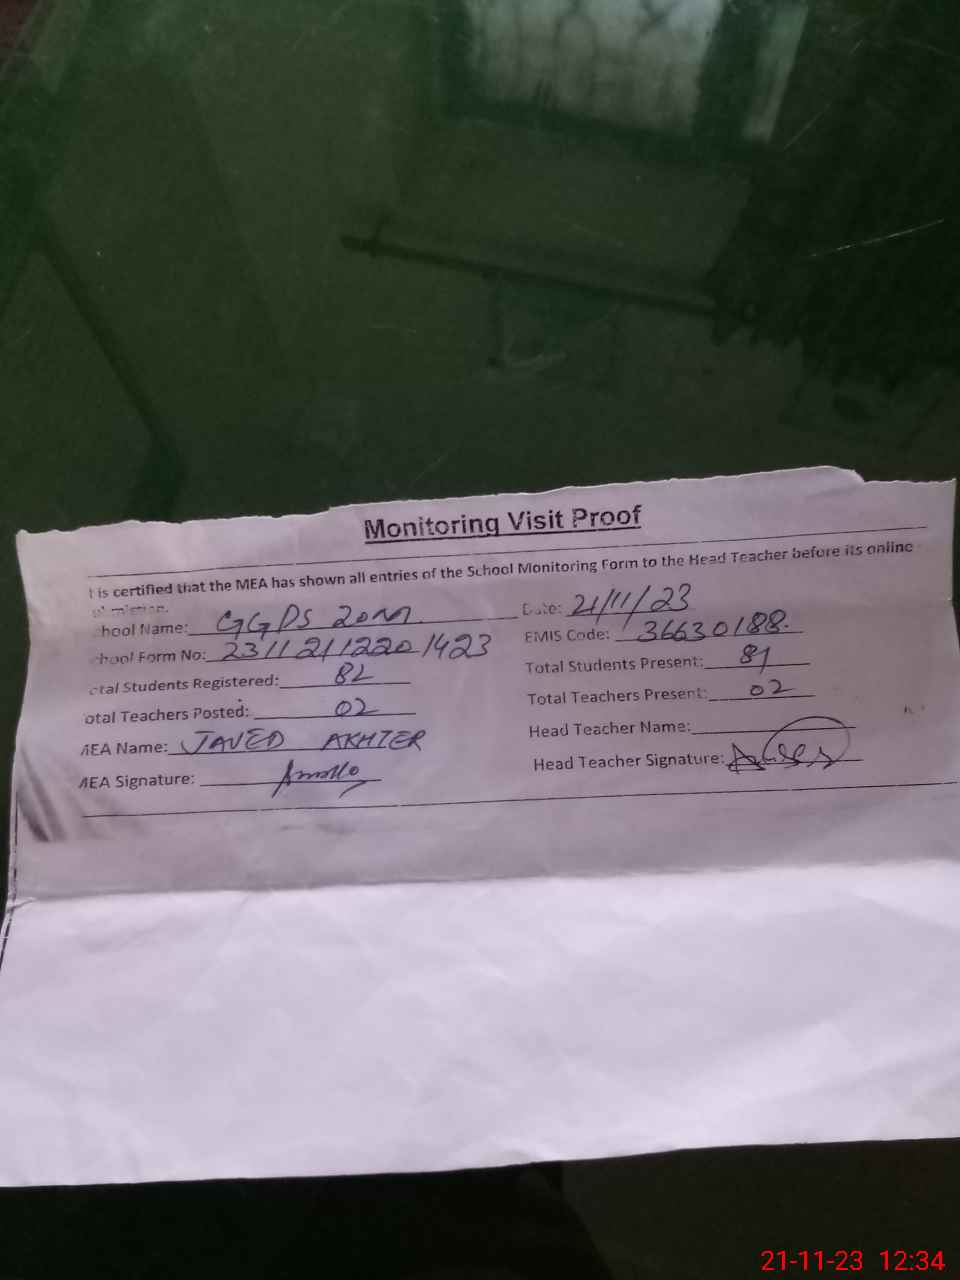 Monitoring Visit Proof
t is certified that the MEA has shown all entries of the School Monitoring Form to the Head Teacher before its online
hool Name: GGPS 20M Date: 21/11/23
hool Form No: 231121122201423 EMIS Code: 36630188
otal Students Registered: 82 Total Students Present: 81
otal Teachers Posted: 02 Total Teachers Present: 02
MEA Name: JAVED AKHTER Head Teacher Name:
MEA Signature: Head Teacher Signature:
21-11-23 12:34